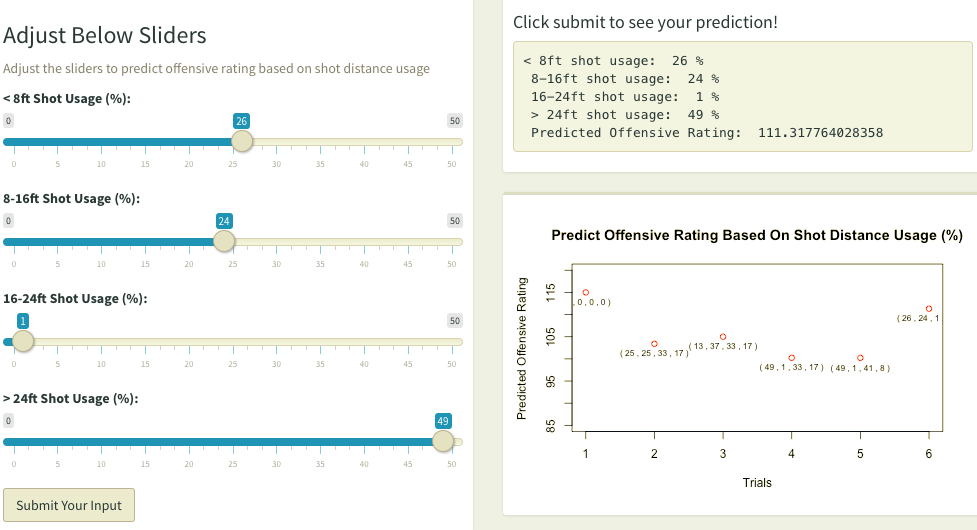 Adjust Below Sliders
Adjust the sliders to predict offensive rating based on shot distance usage
< 8ft Shot Usage (%):
0 26 50
0 5 10 15 20 25 30 35 40 45 50
8-16ft Shot Usage (%):
0 24 50
0 5 10 15 20 25 30 35 40 45 50
16-24ft Shot Usage (%):
0 1 50
0 5 10 15 20 25 30 35 40 45 50
> 24ft Shot Usage (%):
0 49 50
0 5 10 15 20 25 30 35 40 45 50
Submit Your Input
Click submit to see your prediction!
< 8ft shot usage: 26 %
8-16ft shot usage: 24 %
16-24ft shot usage: 1 %
> 24ft shot usage: 49 %
Predicted Offensive Rating: 111.317764028358
Predict Offensive Rating Based On Shot Distance Usage (%)
Predicted Offensive Rating
115
105
95
85
, 0 , 0 , 0 )
( 25 , 25 , 33 , 17 )
( 13 , 37 , 33 , 17 )
( 49 , 1 , 33 , 17 )
( 49 , 1 , 41 , 8 )
( 26 , 24 , 1
1 2 3 4 5 6
Trials